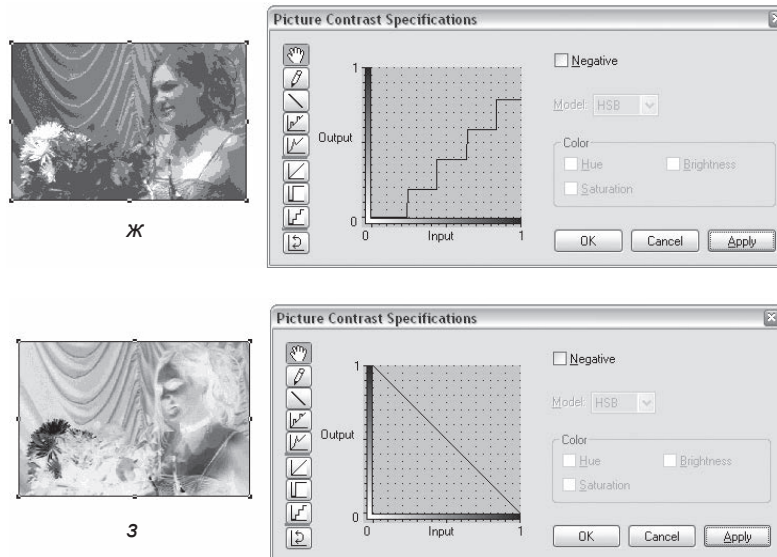 Picture Contrast Specifications
Negative
Model: HSB
Color
Hue
Brightness
Saturation
1
Output
0
0
Input
1
OK
Cancel
Apply
Ж
Picture Contrast Specifications
Negative
Model: HSB
Color
Hue
Brightness
Saturation
1
Output
0
0
Input
1
OK
Cancel
Apply
З